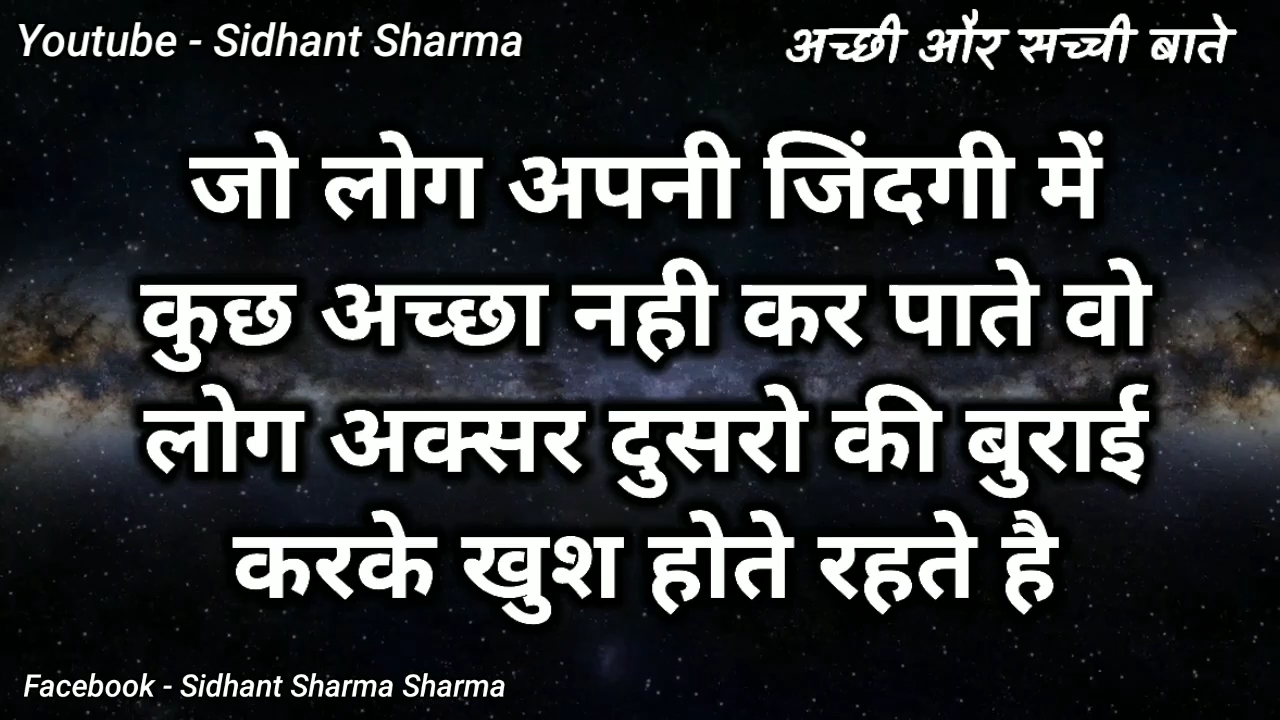 Youtube - Sidhant Sharma
अच्छी और सच्ची बाते
जो लोग अपनी जिंदगी में
कुछ अच्छा नही कर पाते वो
लोग अक्सर दुसरो की बुराई
करके खुश होते रहते है
Facebook - Sidhant Sharma Sharma